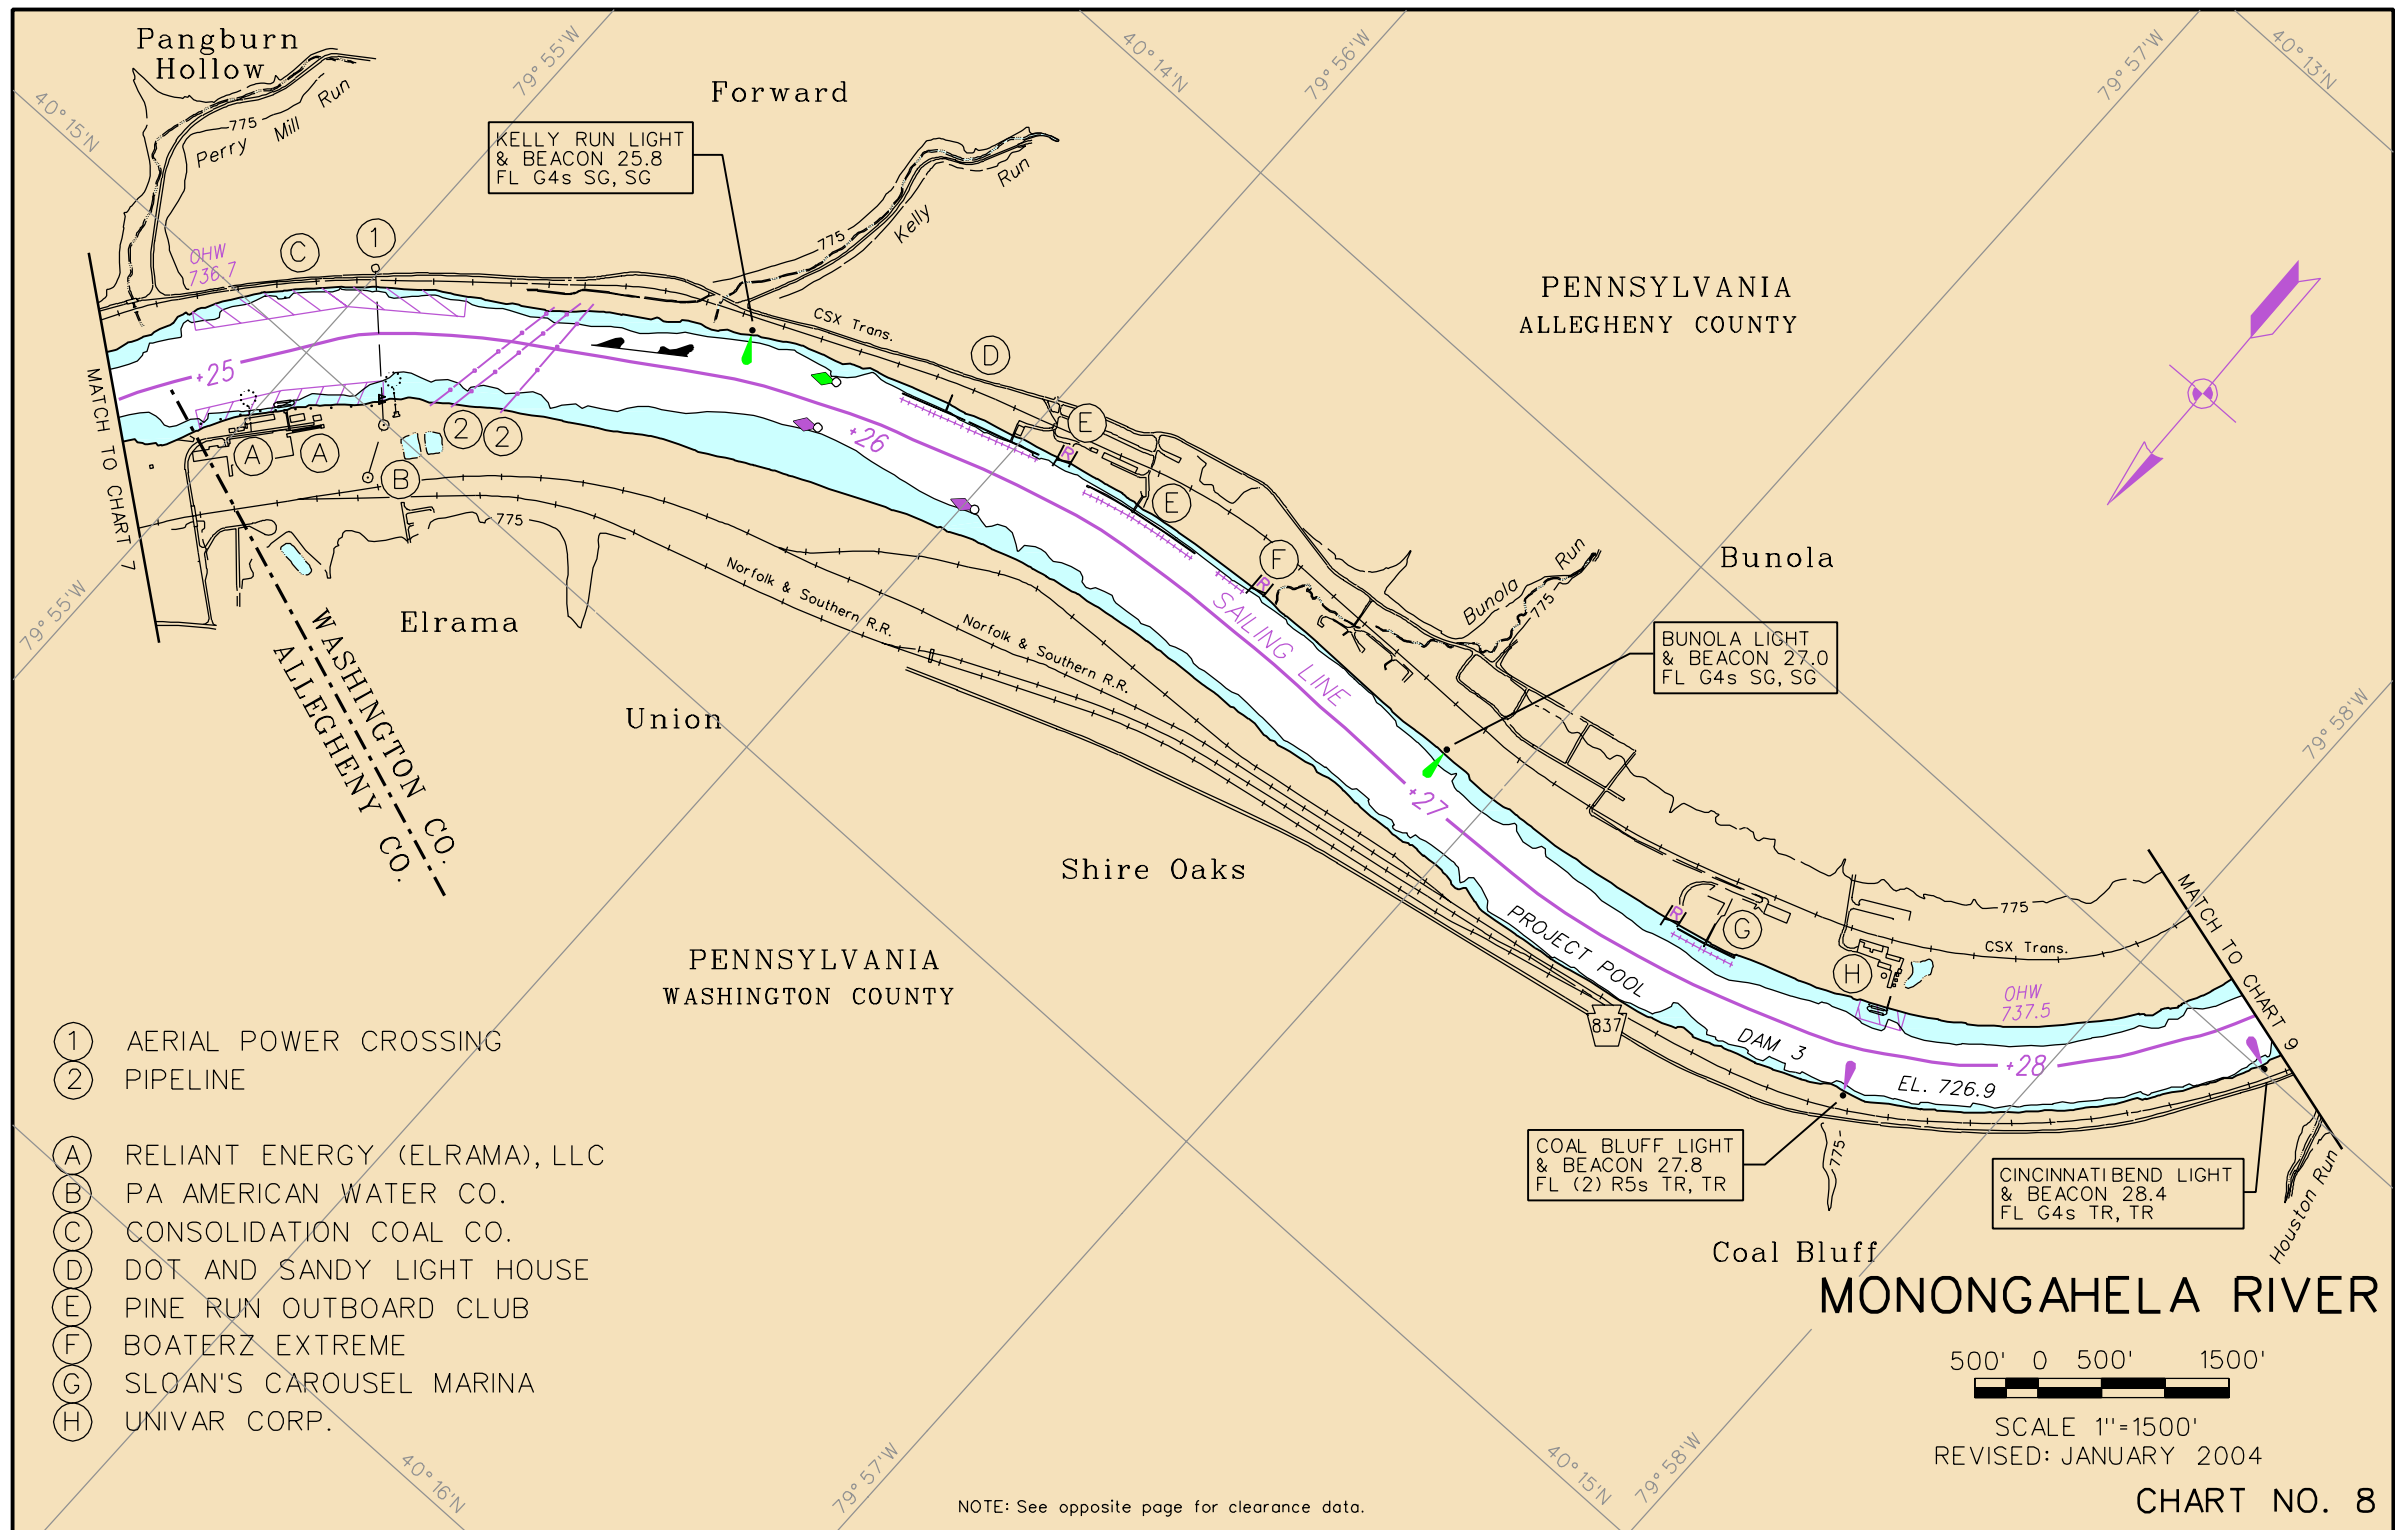 Pangburn
Hollow
775
Perry Mill Run
40°15'N
79°55'W
Forward
KELLY RUN LIGHT
& BEACON 25.8
FL G4s SG, SG
775
Kelly Run
40°14'N
79°56'W
79°57'W
40°13'N
OHW
736.7
C
1
CSX Trans.
D
PENNSYLVANIA
ALLEGHENY COUNTY
MATCH TO CHART 7
+25
+26
A
A
2
2
B
E
R
E
F
R
775
Norfolk & Southern R.R.
Norfolk & Southern R.R.
SAILING LINE
Bunola Run
775
Bunola
BUNOLA LIGHT
& BEACON 27.0
FL G4s SG, SG
79°55'W
Elrama
WASHINGTON CO.
ALLEGHENY CO.
Union
79°58'W
+27
Shire Oaks
PENNSYLVANIA
WASHINGTON COUNTY
PROJECT POOL
DAM 3
EL. 726.9
R
G
H
775
CSX Trans.
OHW
737.5
MATCH TO CHART 9
+28
837
COAL BLUFF LIGHT
& BEACON 27.8
FL (2) R5s TR, TR
775
CINCINNATI BEND LIGHT
& BEACON 28.4
FL G4s TR, TR
Houston Run
Coal Bluff
1 AERIAL POWER CROSSING
2 PIPELINE
A RELIANT ENERGY (ELRAMA), LLC
B PA AMERICAN WATER CO.
C CONSOLIDATION COAL CO.
D DOT AND SANDY LIGHT HOUSE
E PINE RUN OUTBOARD CLUB
F BOATERZ EXTREME
G SLOAN'S CAROUSEL MARINA
H UNIVAR CORP.
MONONGAHELA RIVER
500' 0 500' 1500'
SCALE 1"=1500'
REVISED: JANUARY 2004
CHART NO. 8
40°16'N
79°57'W
40°15'N
79°58'W
NOTE: See opposite page for clearance data.